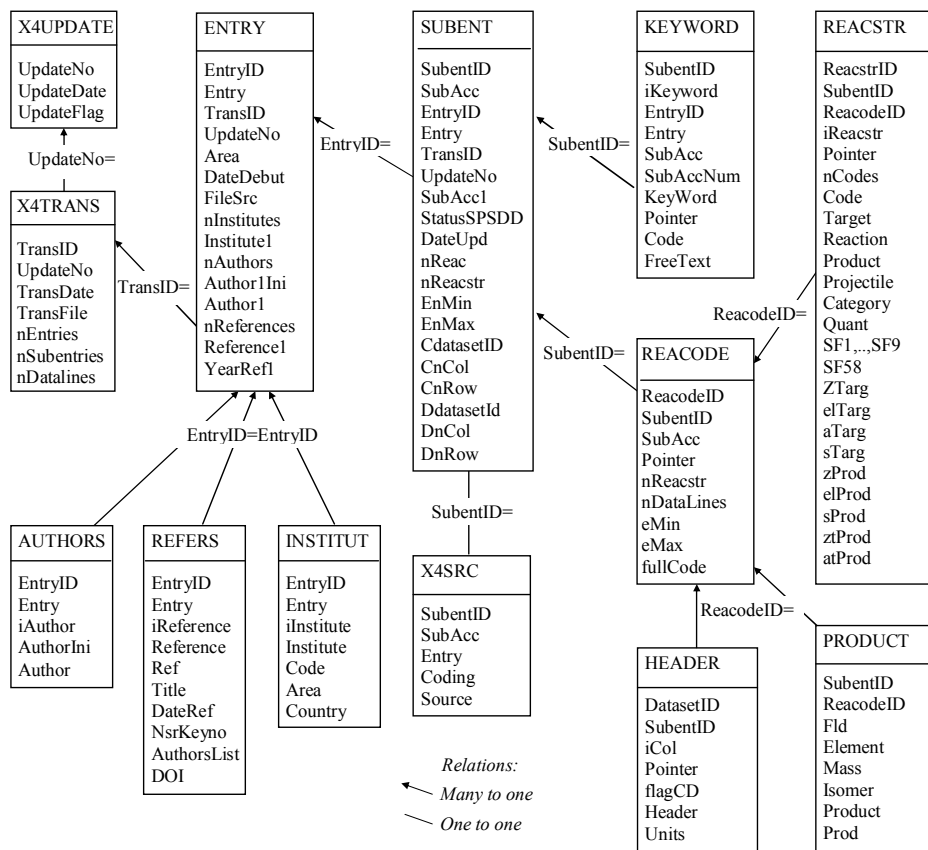 X4UPDATE
UpdateNo
UpdateDate
UpdateFlag
UpdateNo=
X4TRANS
TransID
UpdateNo
TransDate
TransFile
nEntries
nSubentries
nDatalines
TransID=
ENTRY
EntryID
Entry
TransID
UpdateNo
Area
DateDebut
FileSrc
nInstitutes
Institute1
nAuthors
Author1Ini
Author1
nReferences
Reference1
YearRef1
EntryID=
SUBENT
SubentID
SubAcc
EntryID
Entry
TransID
UpdateNo
SubAcc1
StatusSPSDD
DateUpd
nReac
nReacstr
EnMin
EnMax
CdatasetID
CnCol
CnRow
DdatasetId
DnCol
DnRow
SubentID=
KEYWORD
SubentID
iKeyword
EntryID
Entry
SubAcc
SubAccNum
KeyWord
Pointer
Code
FreeText
SubentID=
REACODE
ReacodeID
SubentID
SubAcc
Pointer
nReacstr
nDataLines
eMin
eMax
fullCode
ReacodeID=
REACSTR
ReacstrID
SubentID
ReacodeID
iReacstr
Pointer
nCodes
Code
Target
Reaction
Product
Projectile
Category
Quant
SF1,..,SF9
SF58
ZTarg
elTarg
aTarg
sTarg
zProd
elProd
sProd
ztProd
atProd
EntryID=EntryID
AUTHORS
EntryID
Entry
iAuthor
AuthorIni
Author
REFERS
EntryID
Entry
iReference
Reference
Ref
Title
DateRef
NsrKeyno
AuthorsList
DOI
INSTITUT
EntryID
Entry
iInstitute
Institute
Code
Area
Country
SubentID=
X4SRC
SubentID
SubAcc
Entry
Coding
Source
ReacodeID=
HEADER
DatasetID
SubentID
iCol
Pointer
flagCD
Header
Units
PRODUCT
SubentID
ReacodeID
Fld
Element
Mass
Isomer
Product
Prod
Relations:
Many to one
One to one